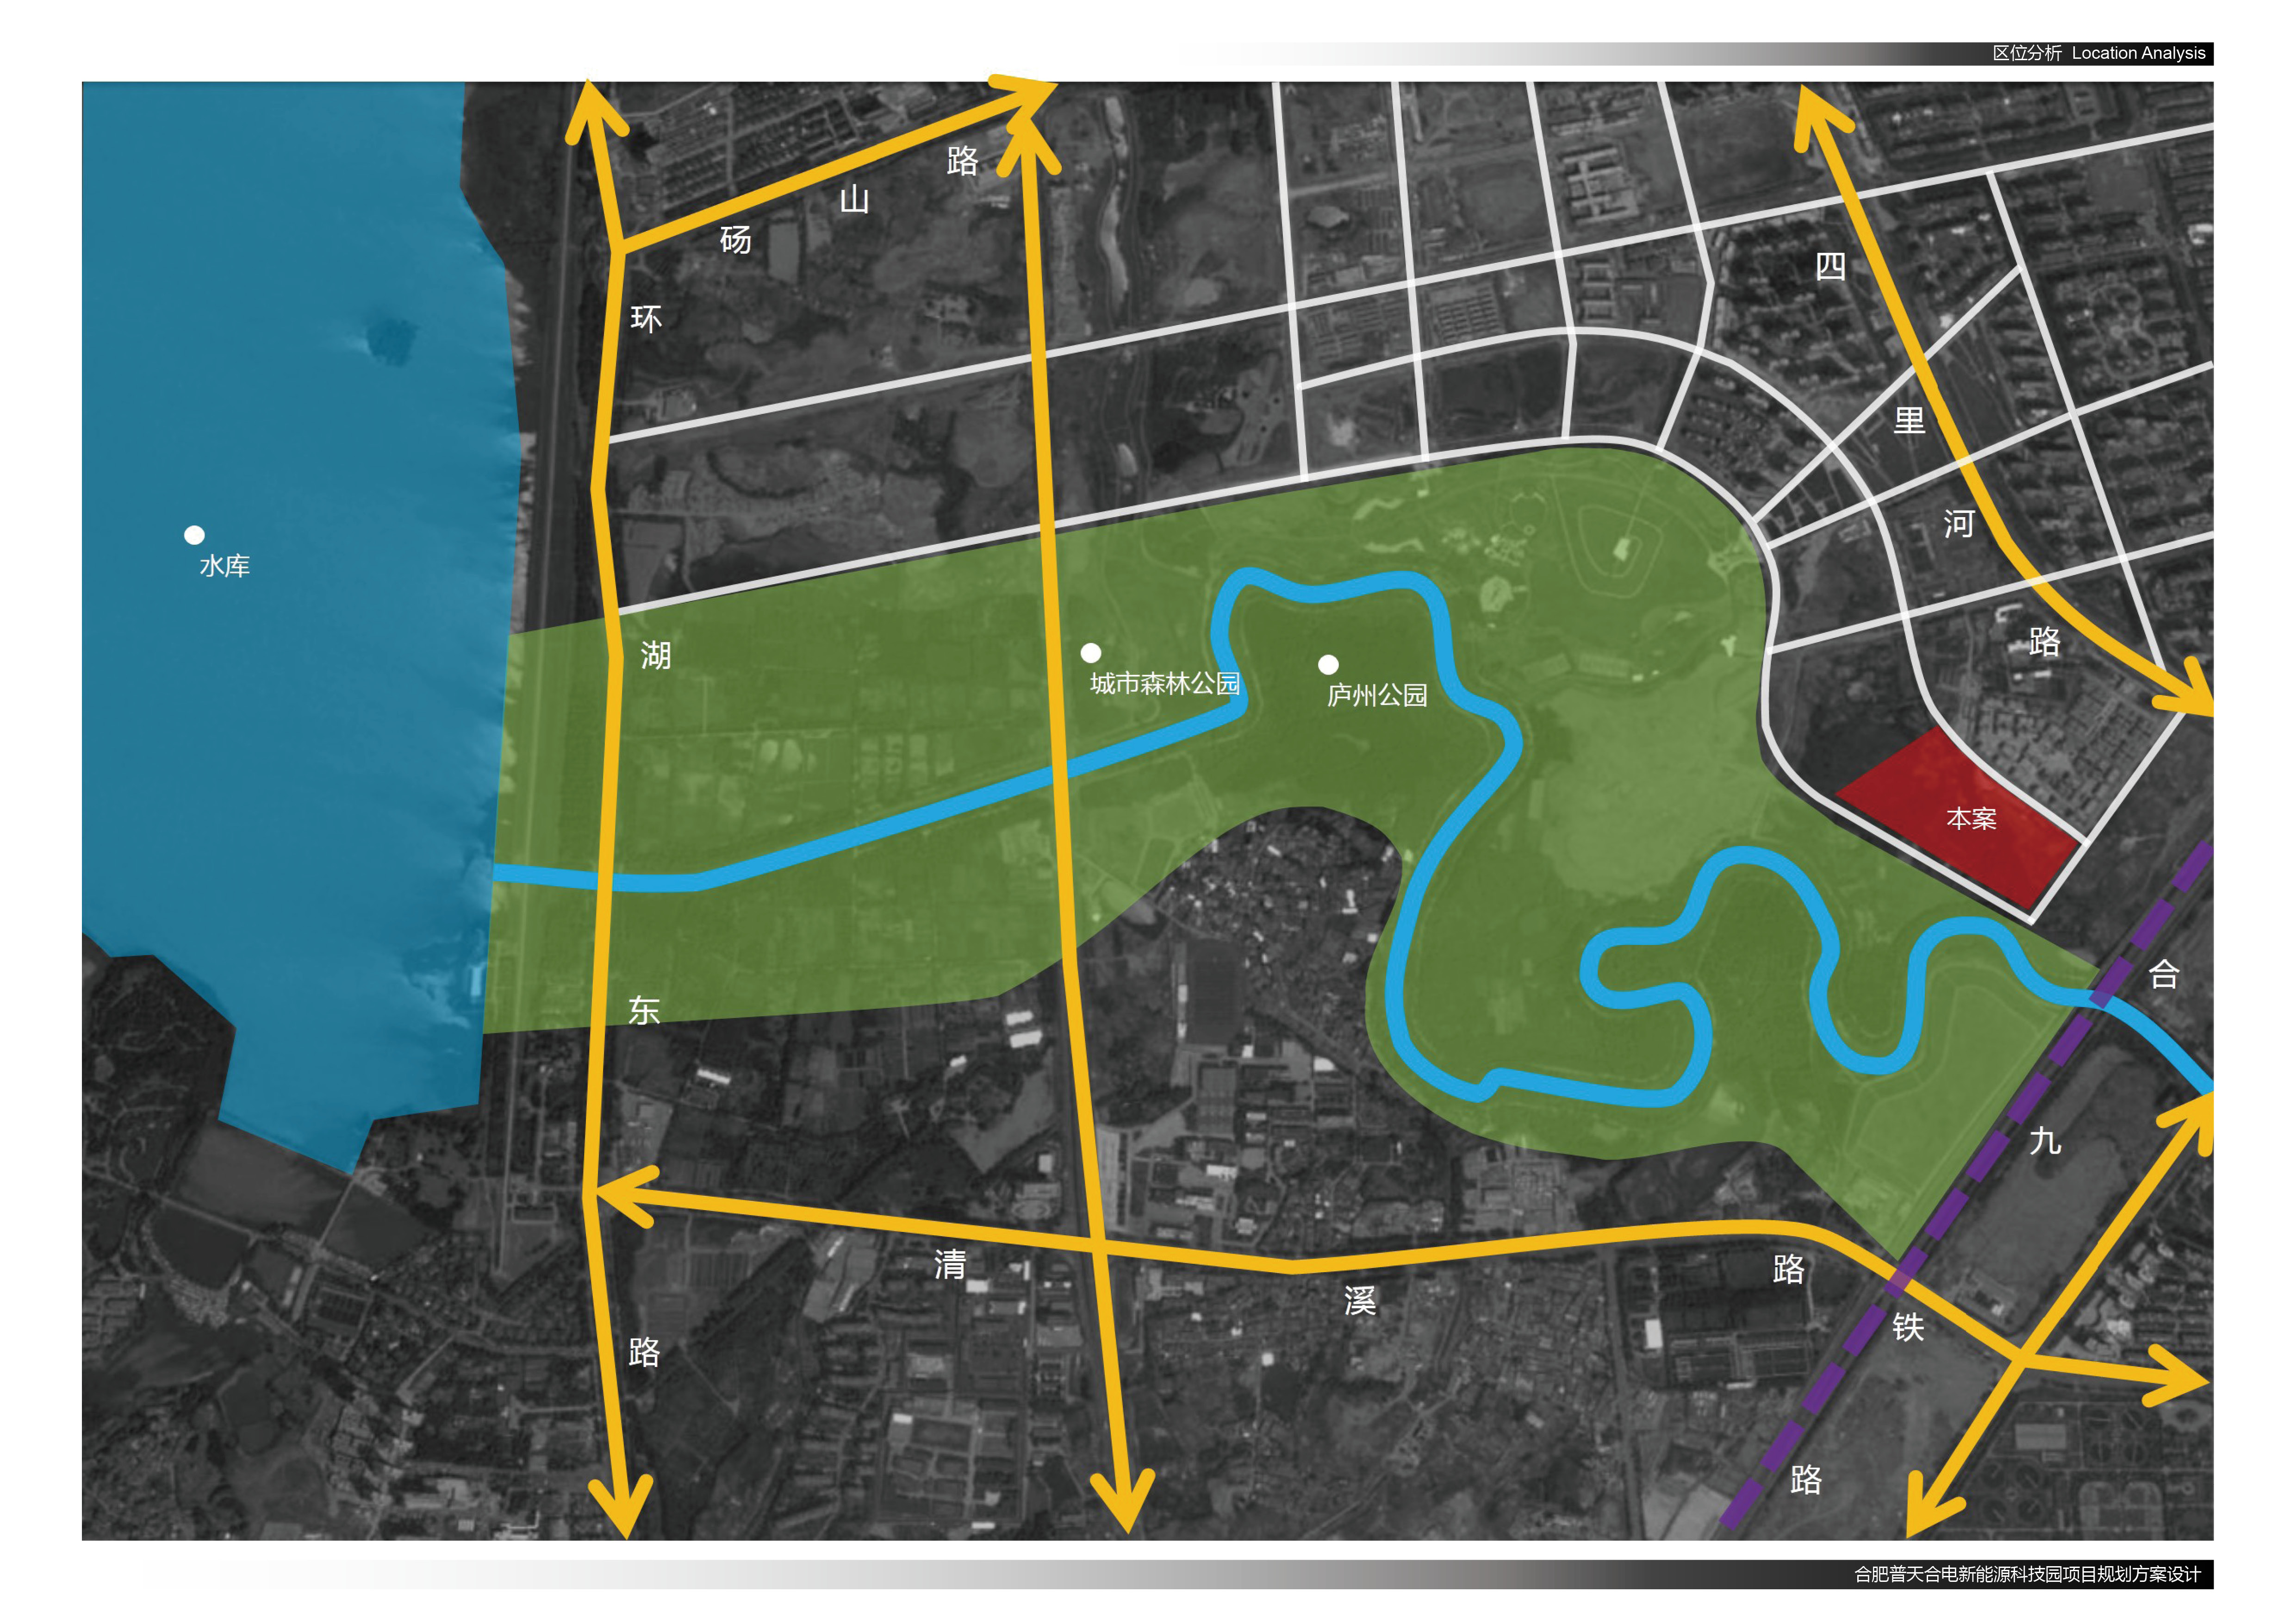 区位分析 Location Analysis
砀山路
环湖东路
四里河路
水库
城市森林公园
庐州公园
本案
合九铁路
清溪路
合肥普天合电新能源科技园项目规划方案设计